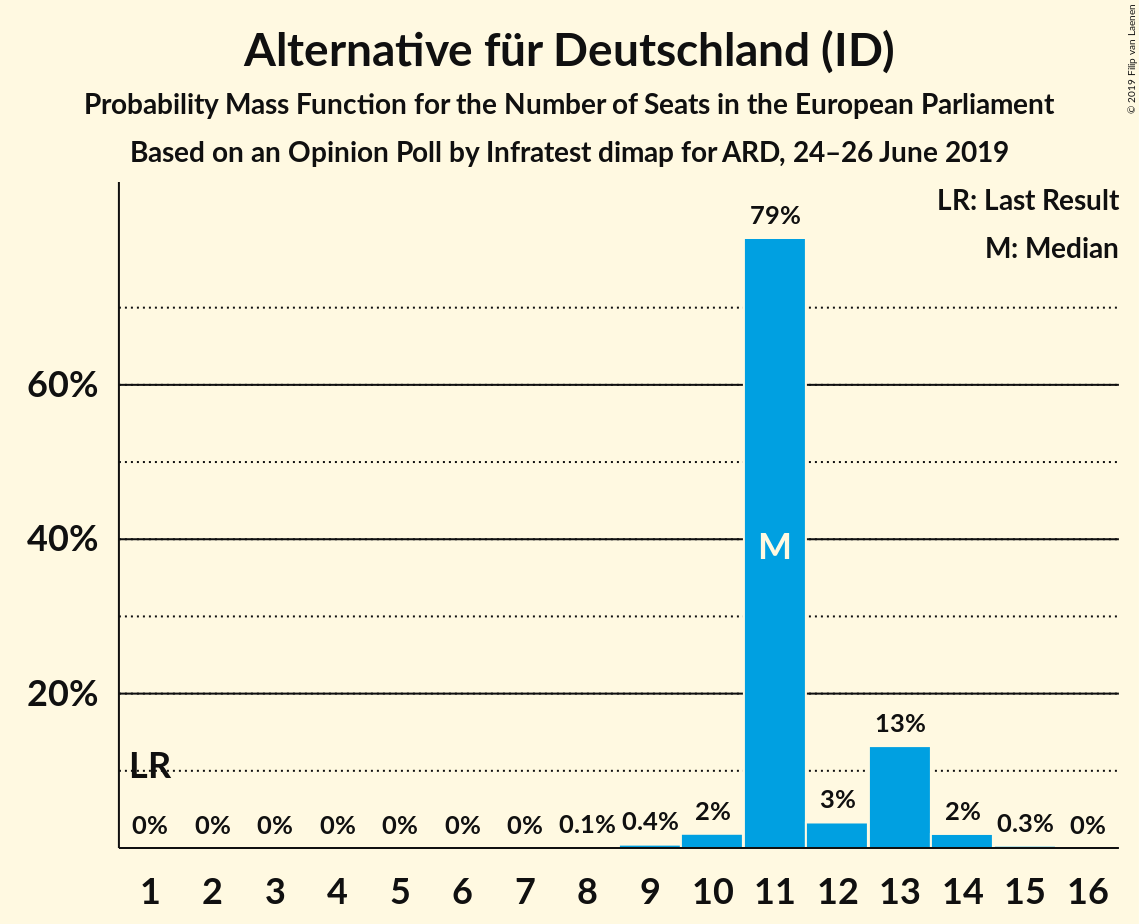 Alternative für Deutschland (ID)
Probability Mass Function for the Number of Seats in the European Parliament
Based on an Opinion Poll by Infratest dimap for ARD, 24–26 June 2019
© 2019 Filip van Laenen
LR: Last Result
M: Median
79%
60%
40%
M
20%
13%
LR
0% 0% 0% 0% 0% 0% 0% 0.1% 0.4% 2% 3% 2% 0.3% 0%
1 2 3 4 5 6 7 8 9 10 11 12 13 14 15 16